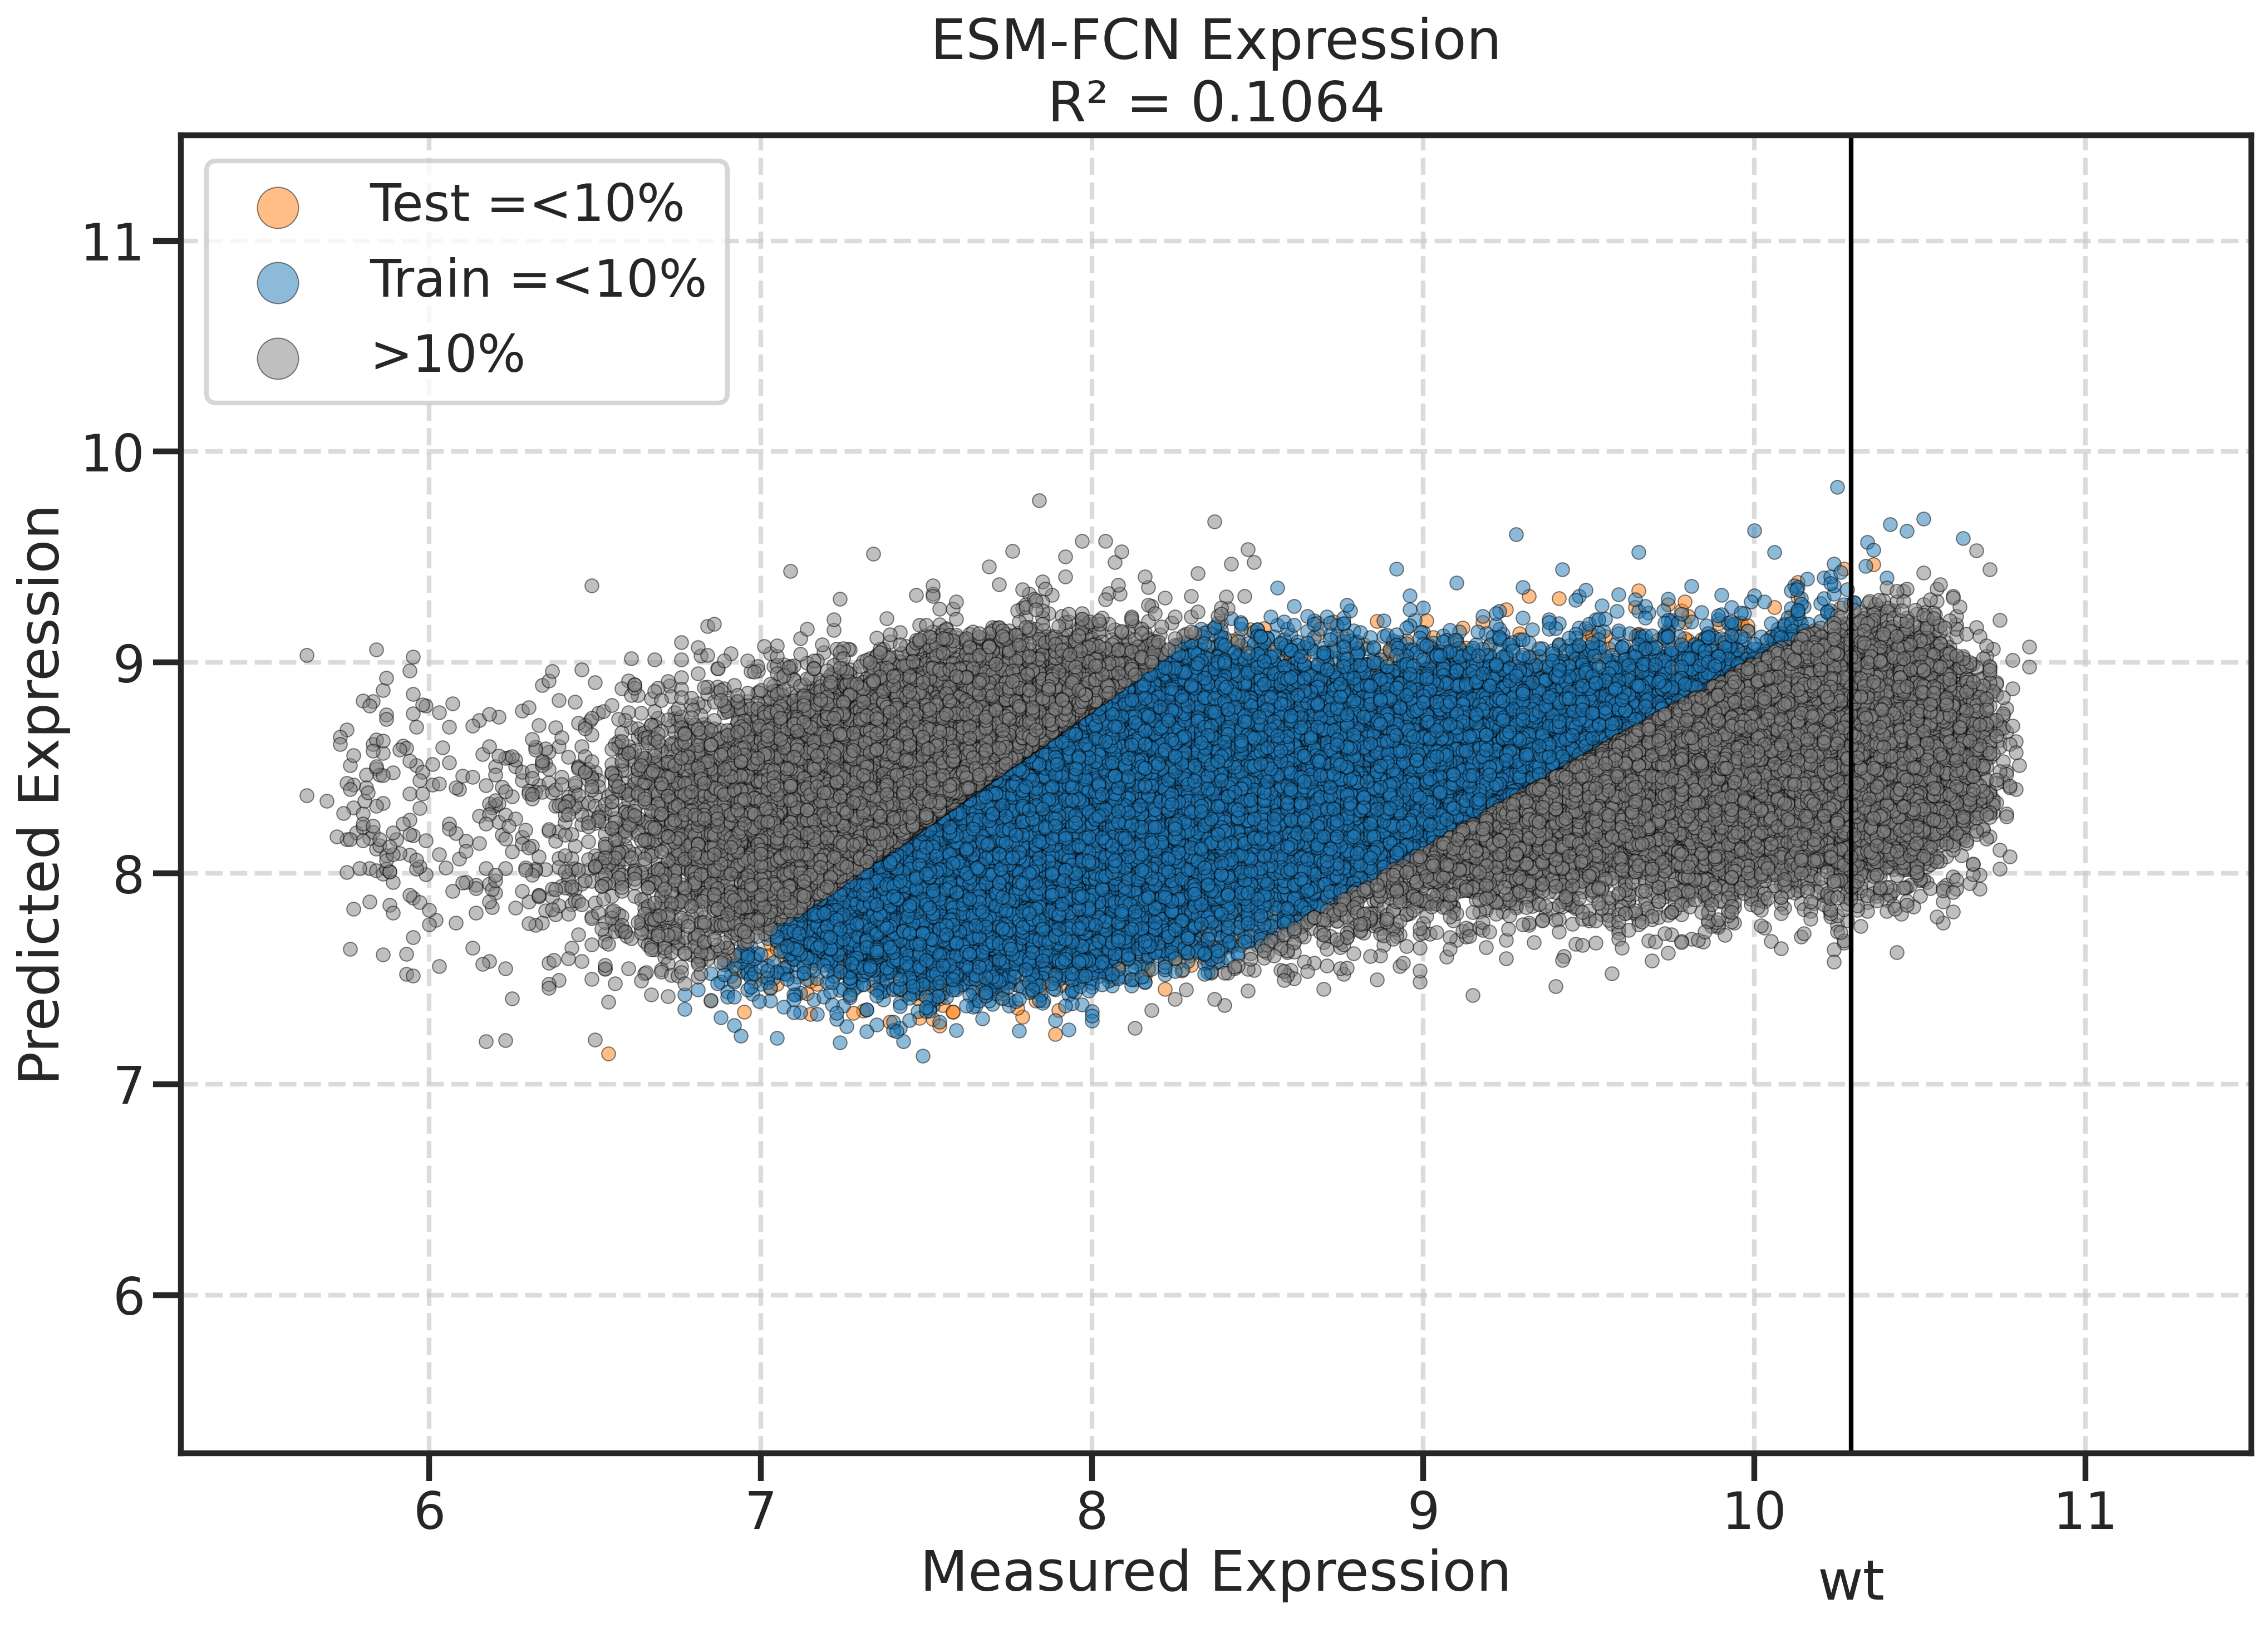 ESM-FCN Expression
R² = 0.1064
Test =<10%
Train =<10%
>10%
11
10
9
8
7
6
Predicted Expression
6 7 8 9 10 11
Measured Expression
wt